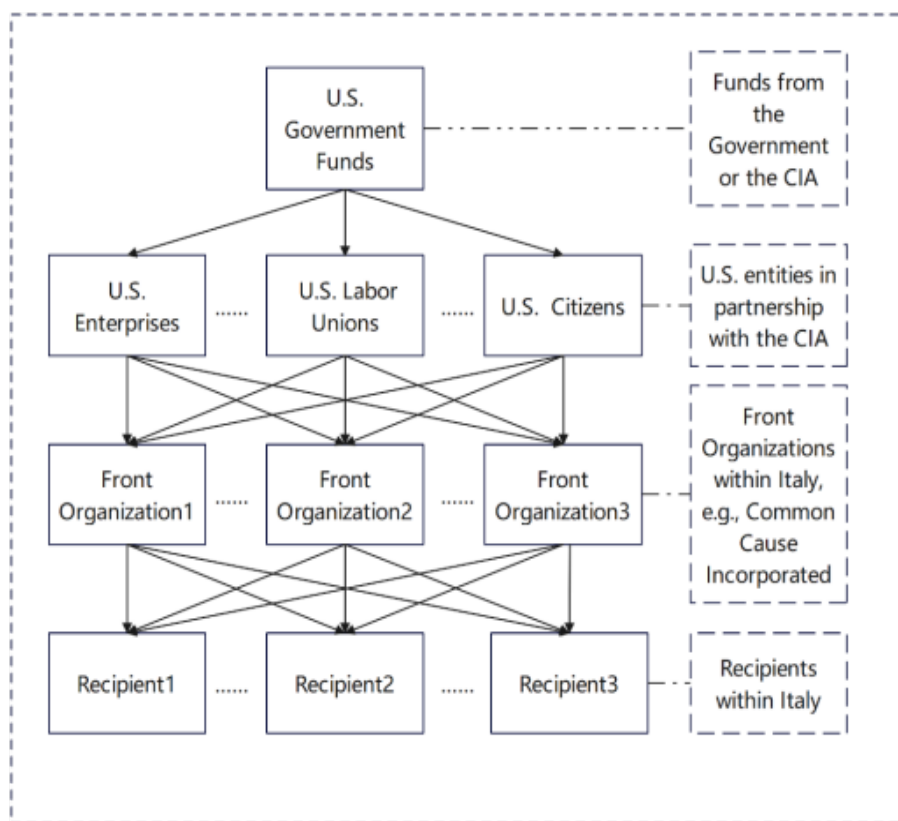 U.S.
Government
Funds
Funds from
the
Government
or the CIA
U.S.
Enterprises
......
U.S. Labor
Unions
......
U.S. Citizens
U.S. entities in
partnership
with the CIA
Front
Organization1
......
Front
Organization2
......
Front
Organization3
Front
Organizations
within Italy,
e.g., Common
Cause
Incorporated
Recipient1
......
Recipient2
......
Recipient3
Recipients
within Italy